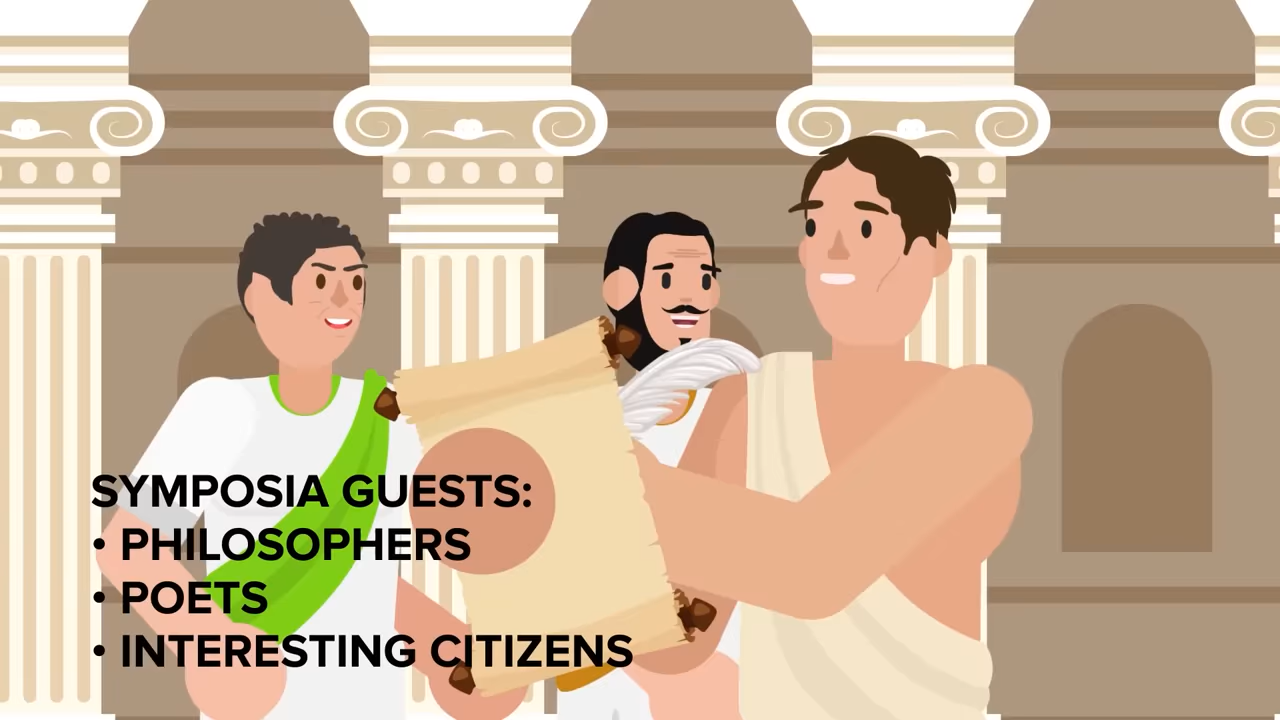 SYMPOSIA GUESTS:
• PHILOSOPHERS
• POETS
• INTERESTING CITIZENS